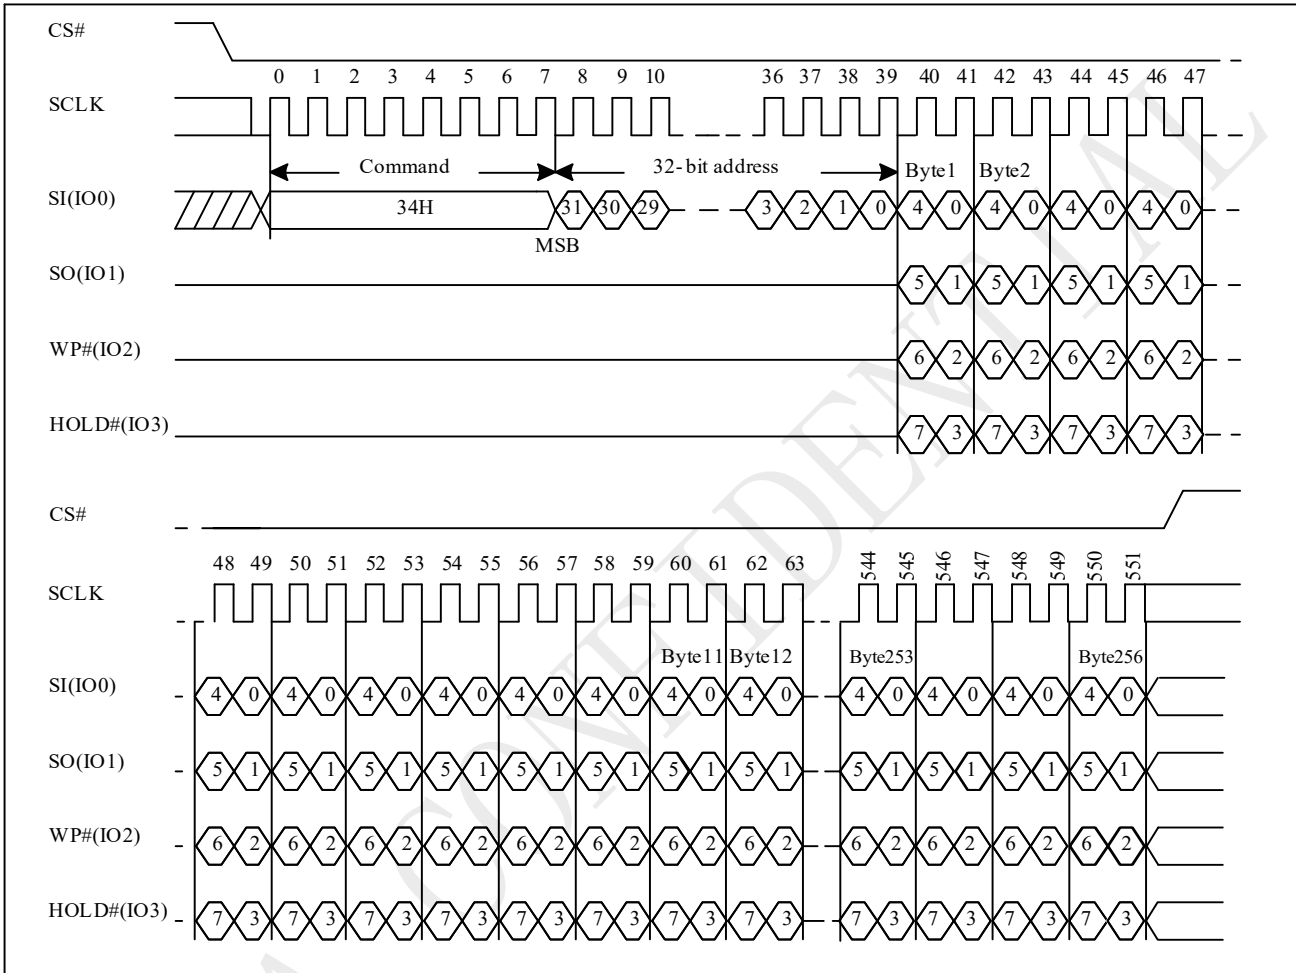 CS#
0 1 2 3 4 5 6 7 8 9 10 36 37 38 39 40 41 42 43 44 45 46 47
SCLK
Command 32-bit address Byte1 Byte2
SI(IO0) 34H 31 30 29 3 2 1 0 4 0 4 0 4 0 4 0
MSB
SO(IO1) 5 1 5 1 5 1 5 1
WP#(IO2) 6 2 6 2 6 2 6 2
HOLD#(IO3) 7 3 7 3 7 3 7 3
CS#
48 49 50 51 52 53 54 55 56 57 58 59 60 61 62 63 544 545 546 547 548 549 550 551
SCLK
Byte11 Byte12 Byte253 Byte256
SI(IO0) 4 0 4 0 4 0 4 0 4 0 4 0 4 0 4 0 4 0 4 0 4 0 4 0
SO(IO1) 5 1 5 1 5 1 5 1 5 1 5 1 5 1 5 1 5 1 5 1 5 1 5 1
WP#(IO2) 6 2 6 2 6 2 6 2 6 2 6 2 6 2 6 2 6 2 6 2 6 2 6 2
HOLD#(IO3) 7 3 7 3 7 3 7 3 7 3 7 3 7 3 7 3 7 3 7 3 7 3 7 3
CONFIDENTIAL